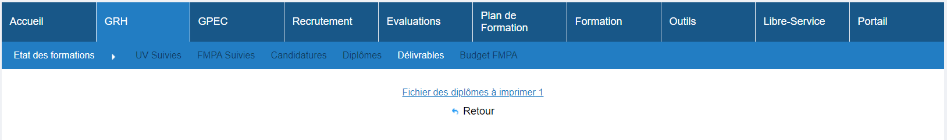 Accueil GRH GPEC Recrutement Evaluations Plan de Formation Formation Outils Libre-Service Portail
Etat des formations UV Suivies FMPA Suivies Candidatures Diplômes Délivrables Budget FMPA
Fichier des diplômes à imprimer 1
Retour